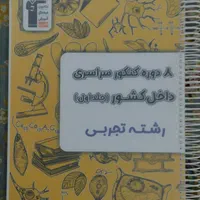 ۸ دوره کنکور سراسری
داخل کشور (جلد اول)
رشته تجربی